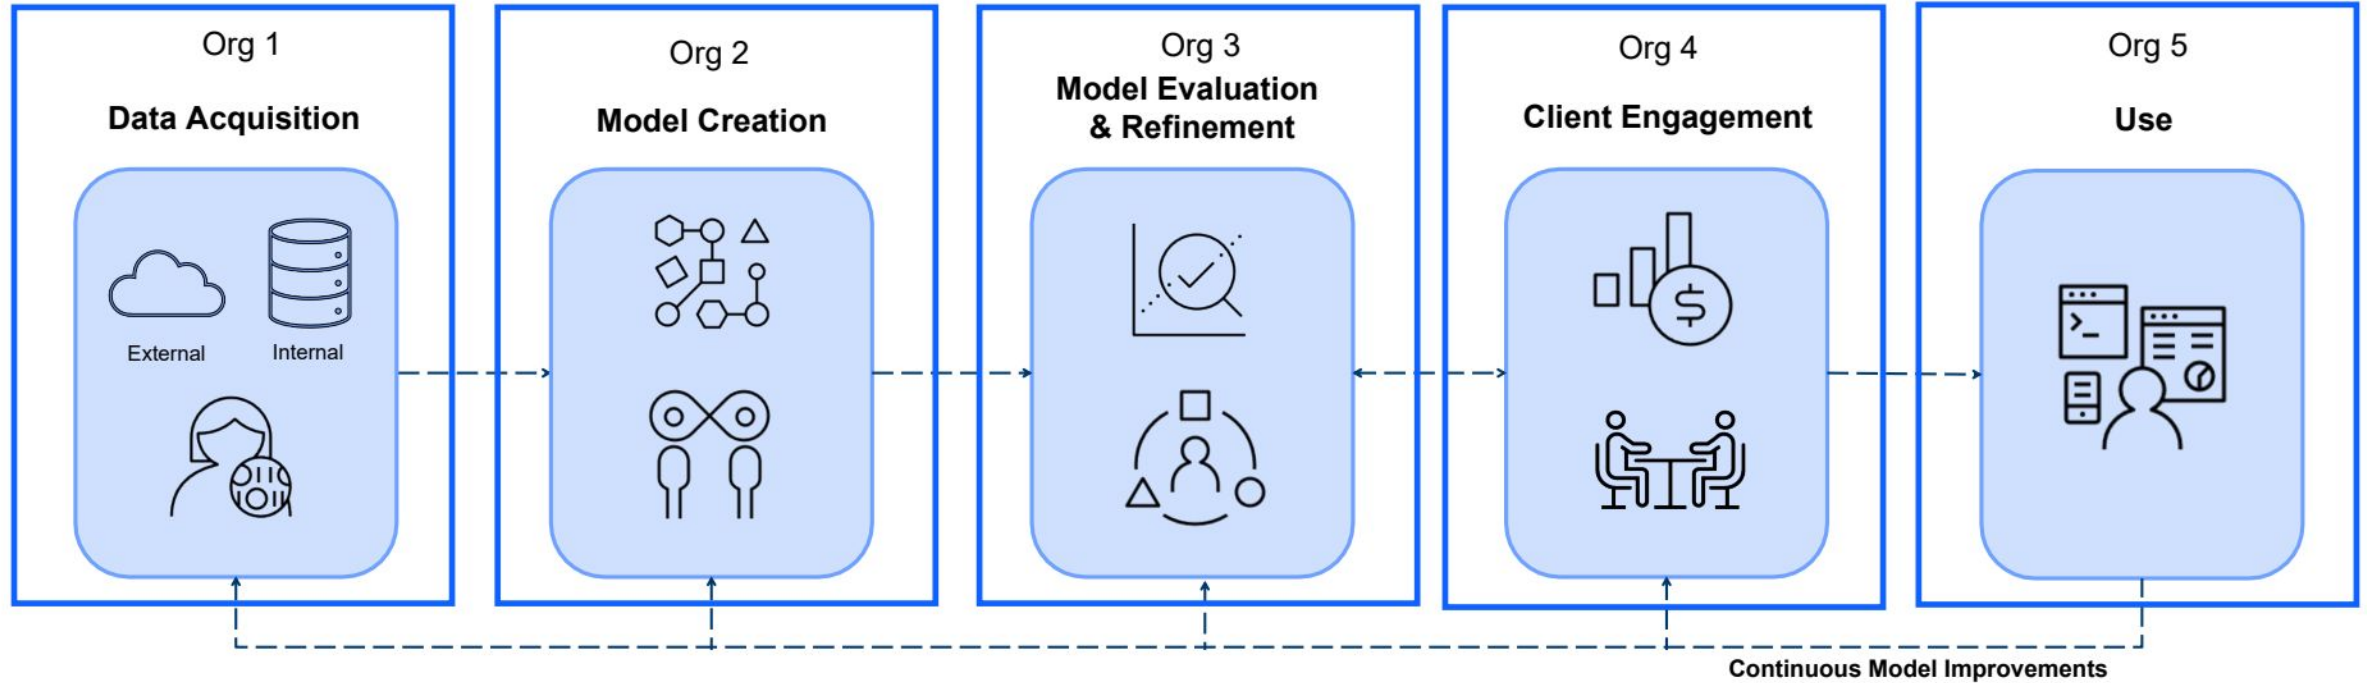 Org 1
Data Acquisition
External
Internal
Org 2
Model Creation
Org 3
Model Evaluation
& Refinement
Org 4
Client Engagement
$
Org 5
Use
>_
Continuous Model Improvements